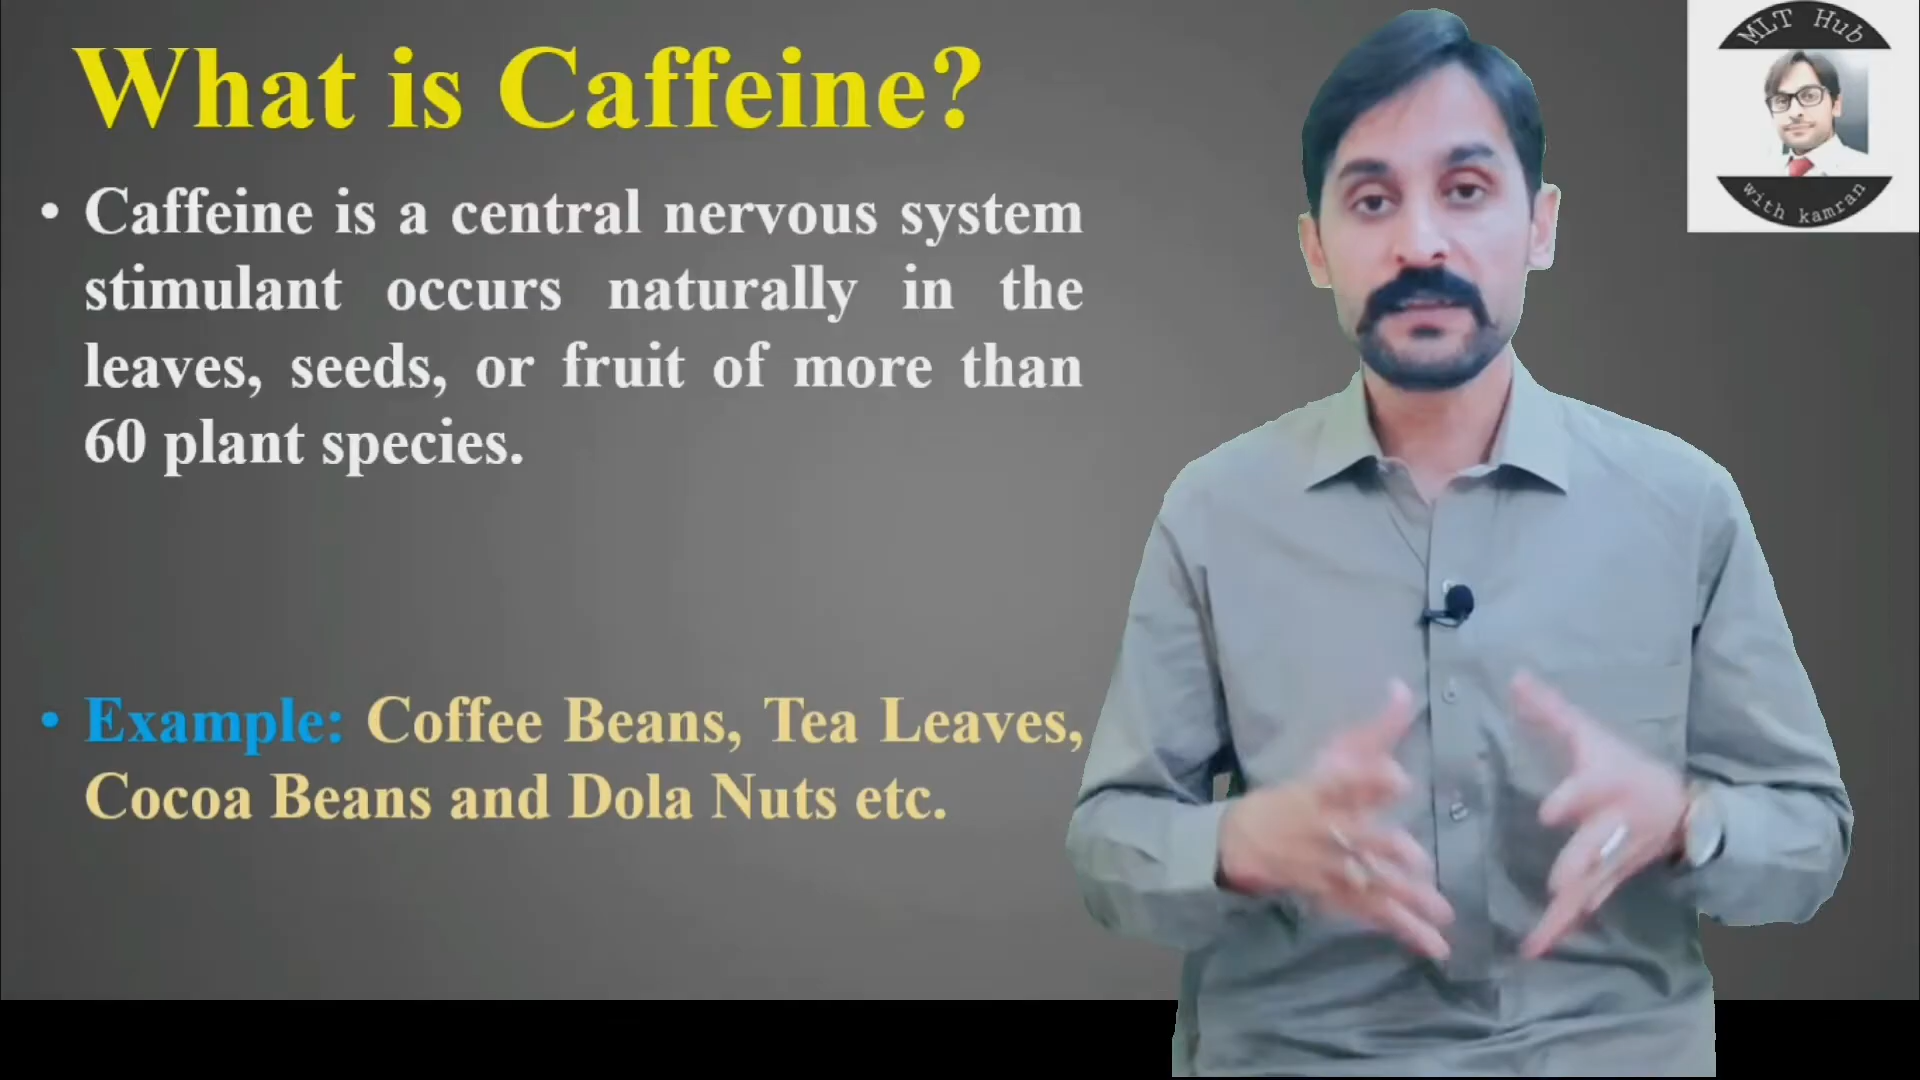 What is Caffeine?
• Caffeine is a central nervous system
stimulant occurs naturally in the
leaves, seeds, or fruit of more than
60 plant species.
• Example: Coffee Beans, Tea Leaves,
Cocoa Beans and Dola Nuts etc.
MLT Hub
with kamran